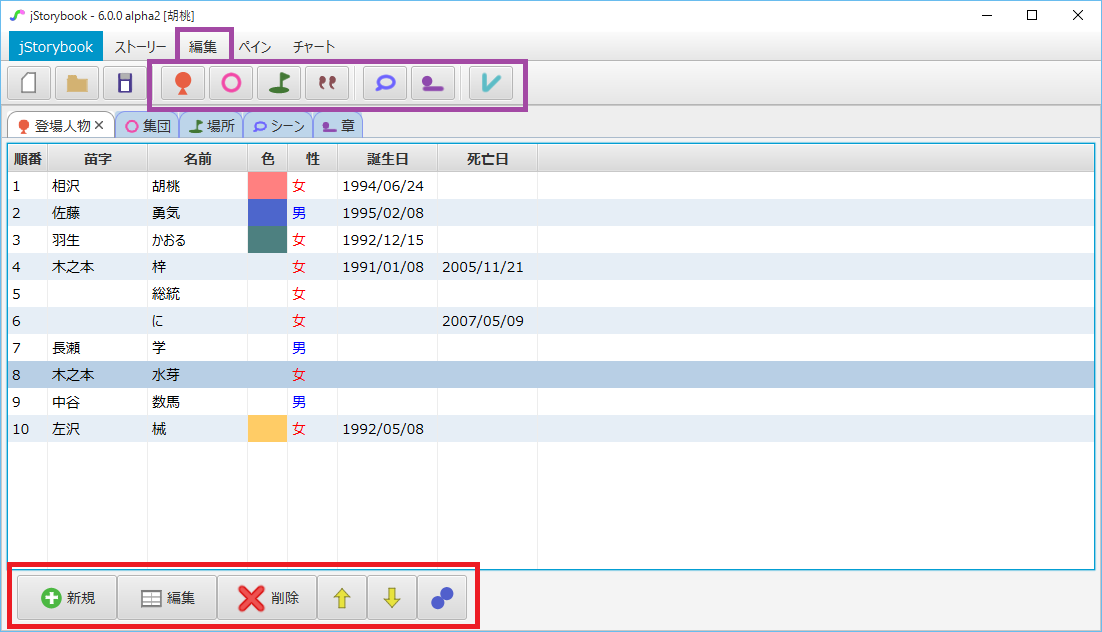 jStorybook - 6.0.0 alpha2 [胡桃]
jStorybook ストーリー 編集 ペイン チャート
登場人物 × 集団 場所 シーン 章
順番 苗字 名前 色 性 誕生日 死亡日
1 相沢 胡桃 女 1994/06/24
2 佐藤 勇気 男 1995/02/08
3 羽生 かおる 女 1992/12/15
4 木之本 梓 女 1991/01/08 2005/11/21
5 総統 女
6 に 女 2007/05/09
7 長瀬 学 男
8 木之本 水芽 女
9 中谷 数馬 男
10 左沢 械 女 1992/05/08
新規 編集 削除